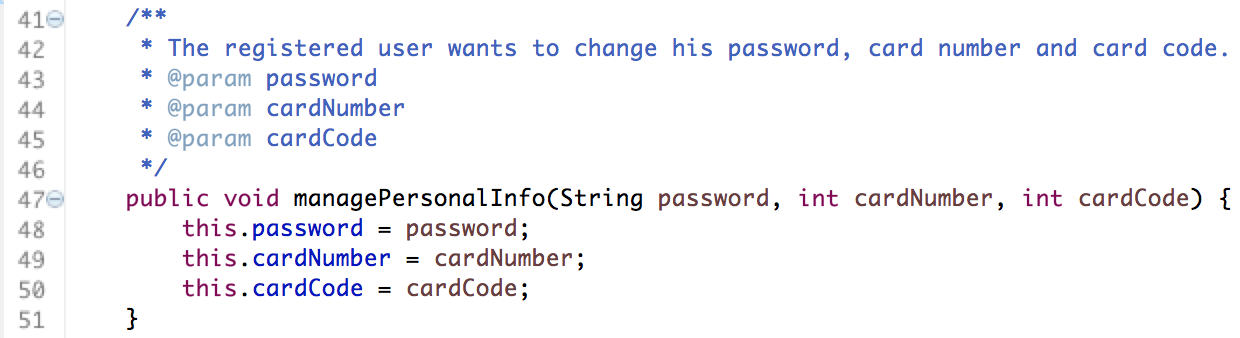 41 /**
42 * The registered user wants to change his password, card number and card code.
43 * @param password
44 * @param cardNumber
45 * @param cardCode
46 */
47 public void managePersonalInfo(String password, int cardNumber, int cardCode) {
48 this.password = password;
49 this.cardNumber = cardNumber;
50 this.cardCode = cardCode;
51 }